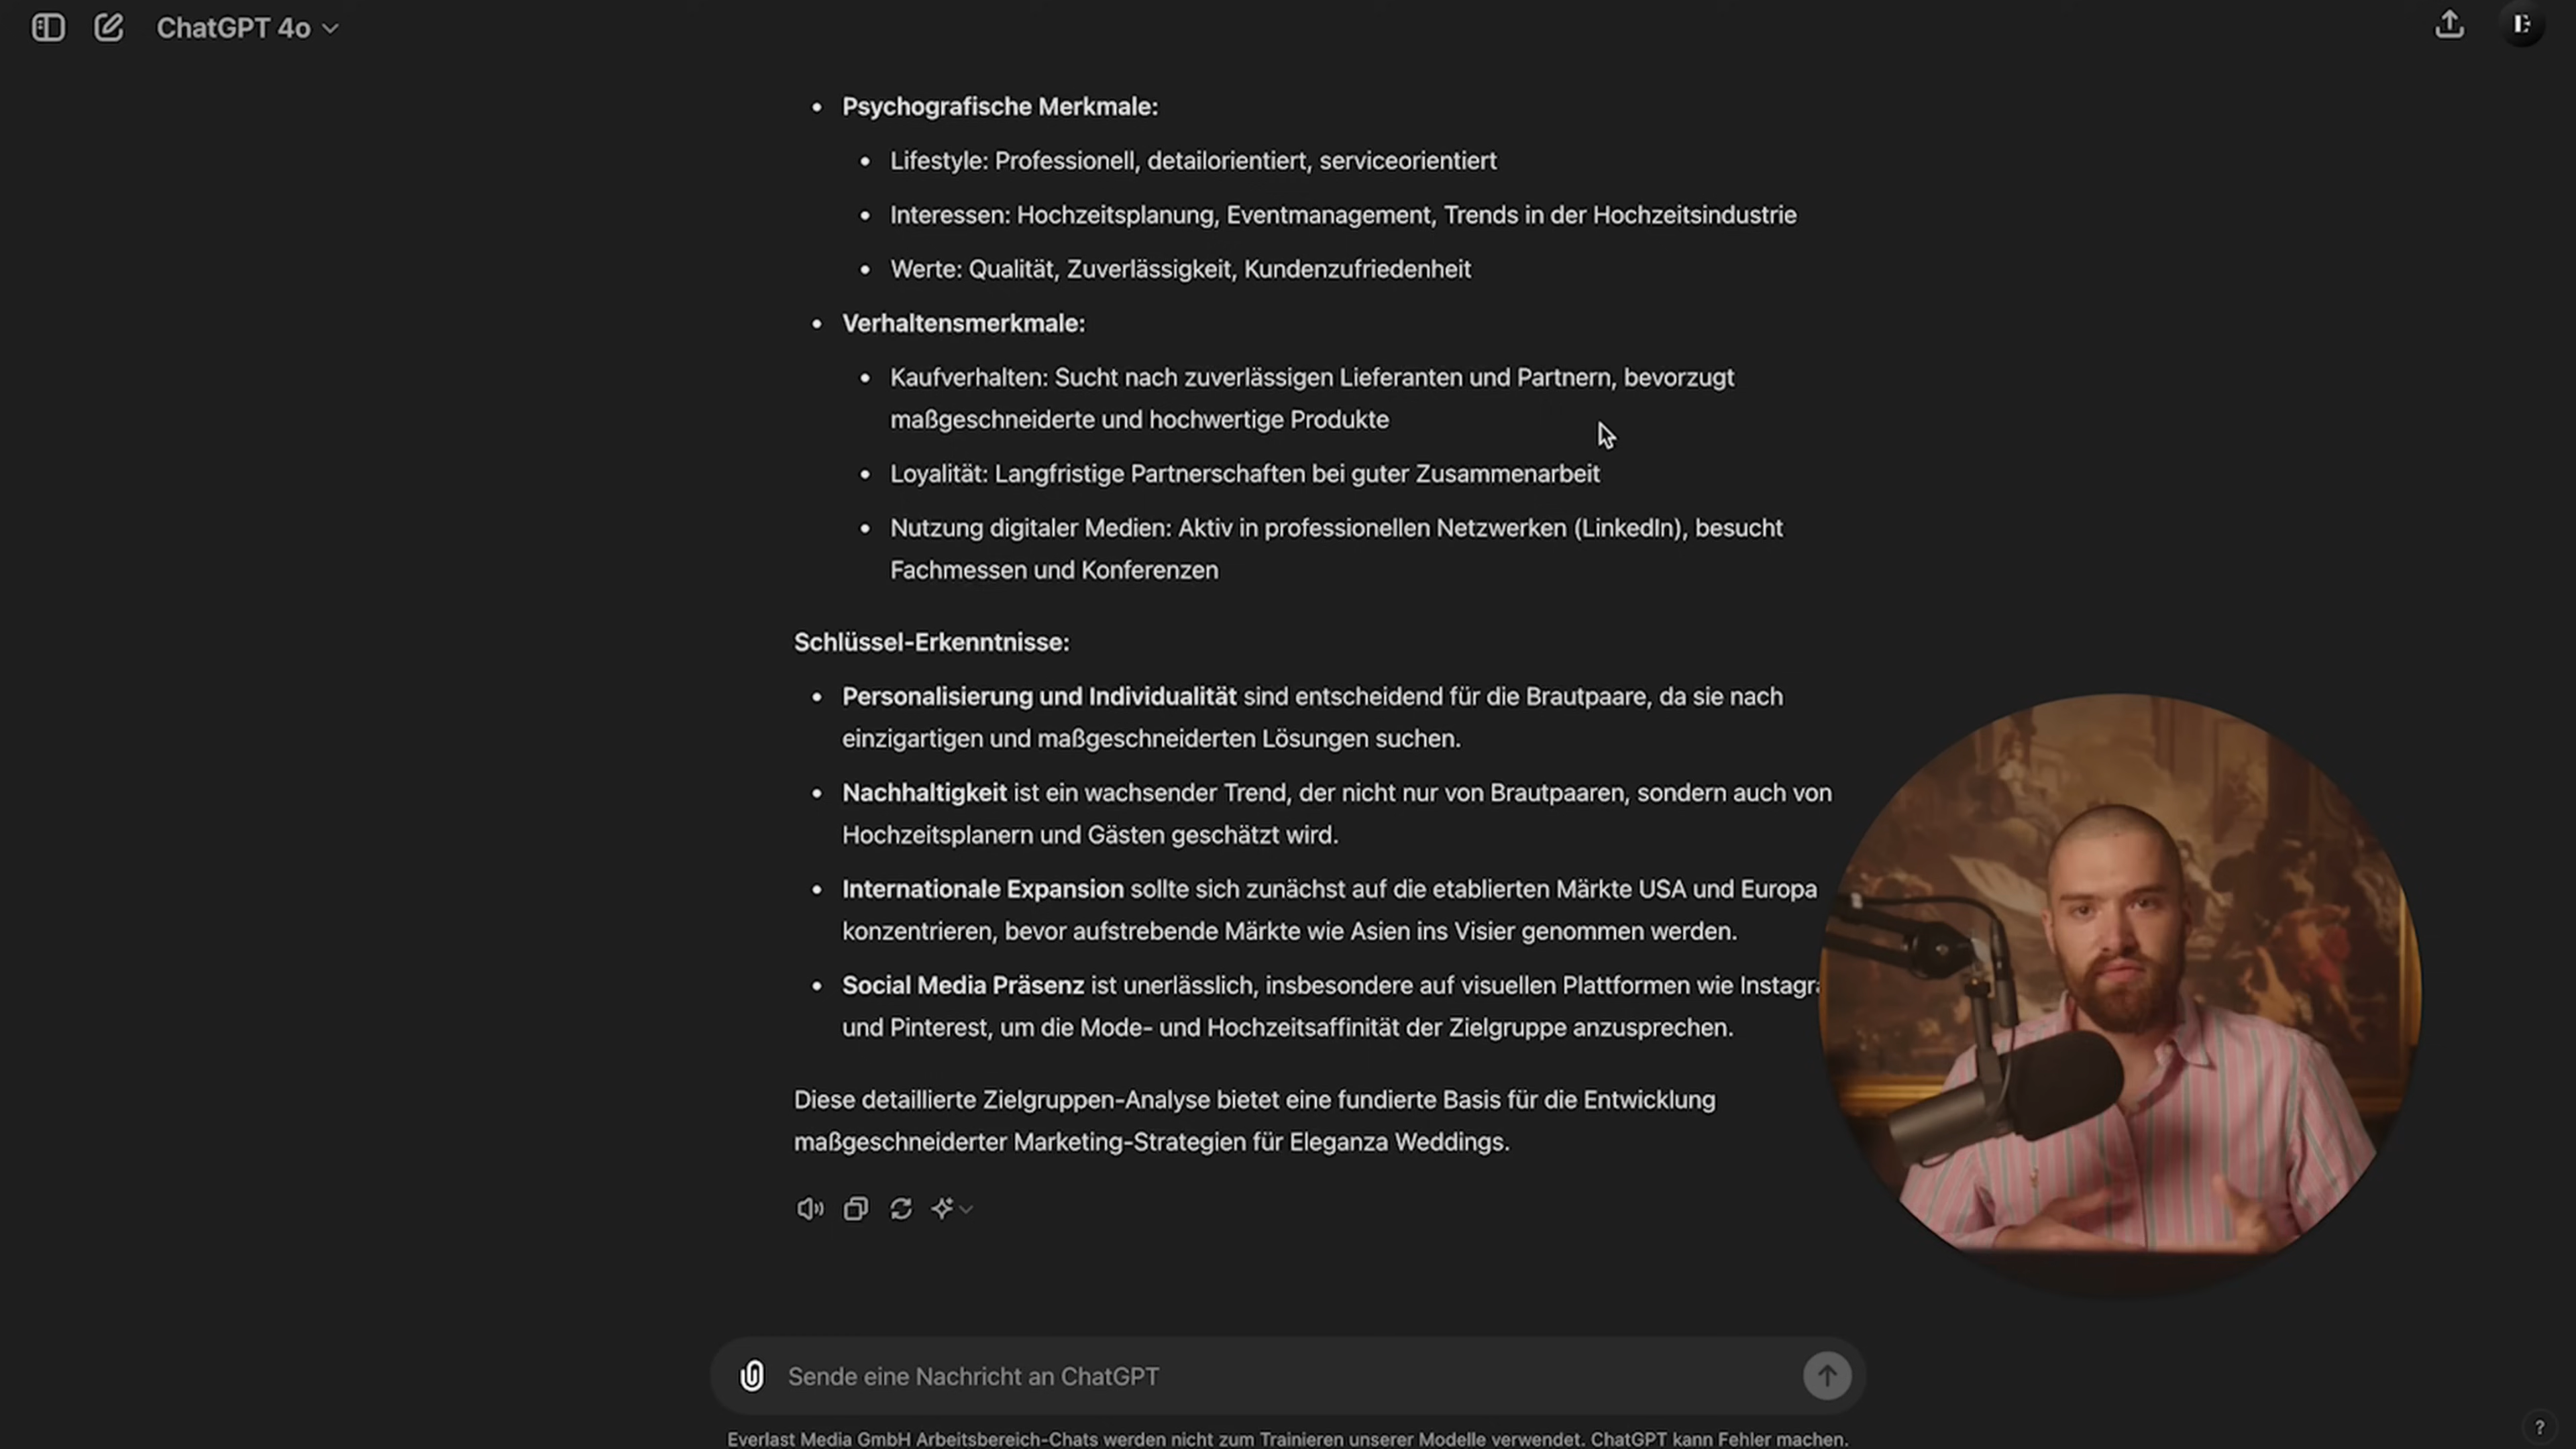 ChatGPT 4o
Psychografische Merkmale:
Lifestyle: Professionell, detailorientiert, serviceorientiert
Interessen: Hochzeitsplanung, Eventmanagement, Trends in der Hochzeitsindustrie
Werte: Qualität, Zuverlässigkeit, Kundenzufriedenheit
Verhaltensmerkmale:
Kaufverhalten: Sucht nach zuverlässigen Lieferanten und Partnern, bevorzugt
maßgeschneiderte und hochwertige Produkte
Loyalität: Langfristige Partnerschaften bei guter Zusammenarbeit
Nutzung digitaler Medien: Aktiv in professionellen Netzwerken (LinkedIn), besucht
Fachmessen und Konferenzen
Schlüssel-Erkenntnisse:
Personalisierung und Individualität sind entscheidend für die Brautpaare, da sie nach
einzigartigen und maßgeschneiderten Lösungen suchen.
Nachhaltigkeit ist ein wachsender Trend, der nicht nur von Brautpaaren, sondern auch von
Hochzeitsplanern und Gästen geschätzt wird.
Internationale Expansion sollte sich zunächst auf die etablierten Märkte USA und Europa
konzentrieren, bevor aufstrebende Märkte wie Asien ins Visier genommen werden.
Social Media Präsenz ist unerlässlich, insbesondere auf visuellen Plattformen wie
und Pinterest, um die Mode- und Hochzeitsaffinität der Zielgruppe anzusprechen.
Diese detaillierte Zielgruppen-Analyse bietet eine fundierte Basis für die Entwicklung
maßgeschneiderter Marketing-Strategien für Eleganza Weddings.
Sende eine Nachricht an ChatGPT
Everlast Media GmbH Arbeitsbereich-Chats werden nicht zum Trainieren unserer Modelle verwendet. ChatGPT kann Fehler machen.
?